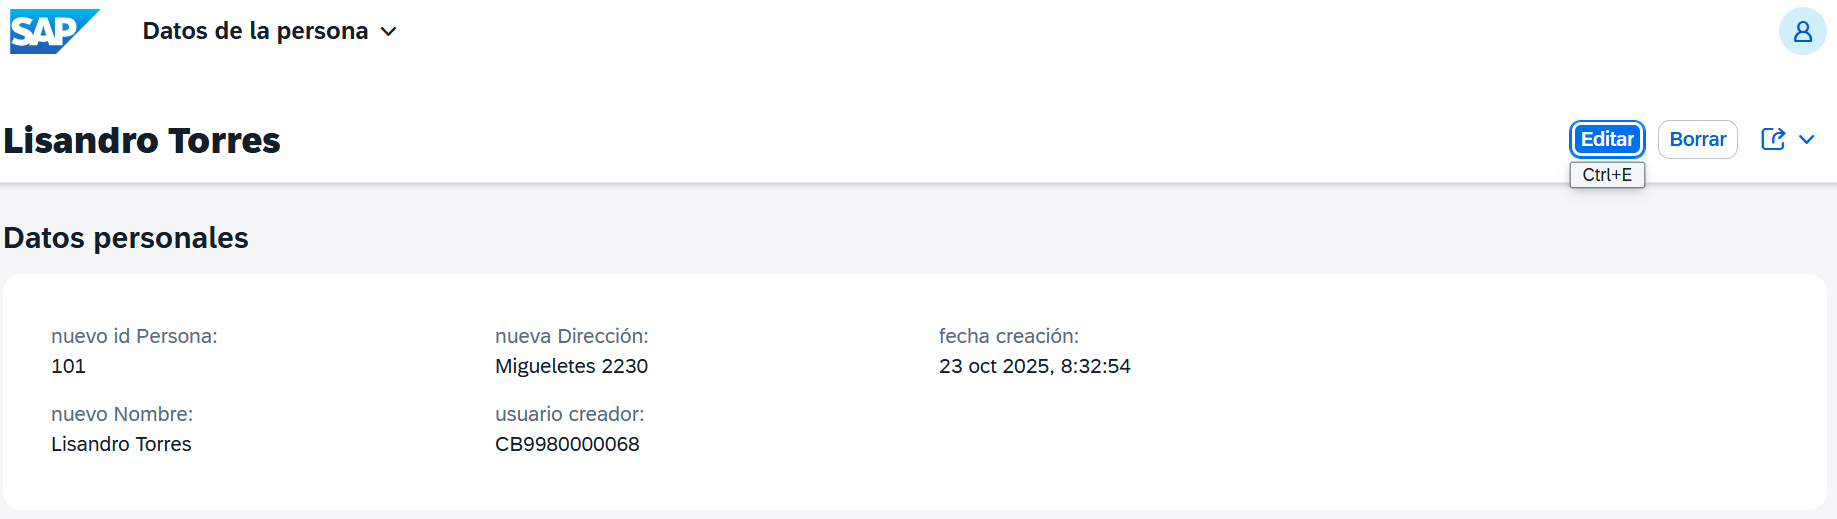 SAP Datos de la persona
Lisandro Torres Editar Borrar
Ctrl+E
Datos personales
nuevo id Persona: nueva Dirección: fecha creación:
101 Migueletes 2230 23 oct 2025, 8:32:54
nuevo Nombre: usuario creador:
Lisandro Torres CB9980000068